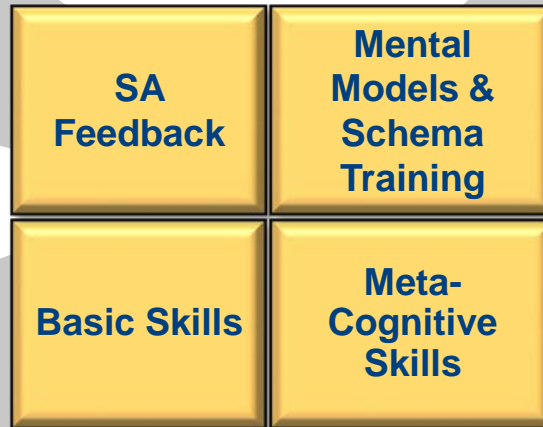 SA
Feedback
Mental
Models &
Schema
Training
Basic Skills
Meta-
Cognitive
Skills